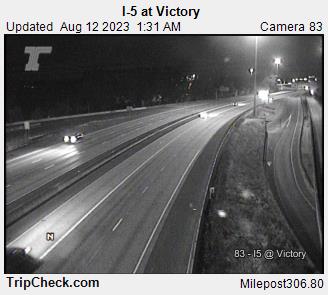 I-5 at Victory
Updated Aug 12 2023 1:31 AM Camera 83
T
N
83 - I5 @ Victory
TripCheck.com Milepost306.80